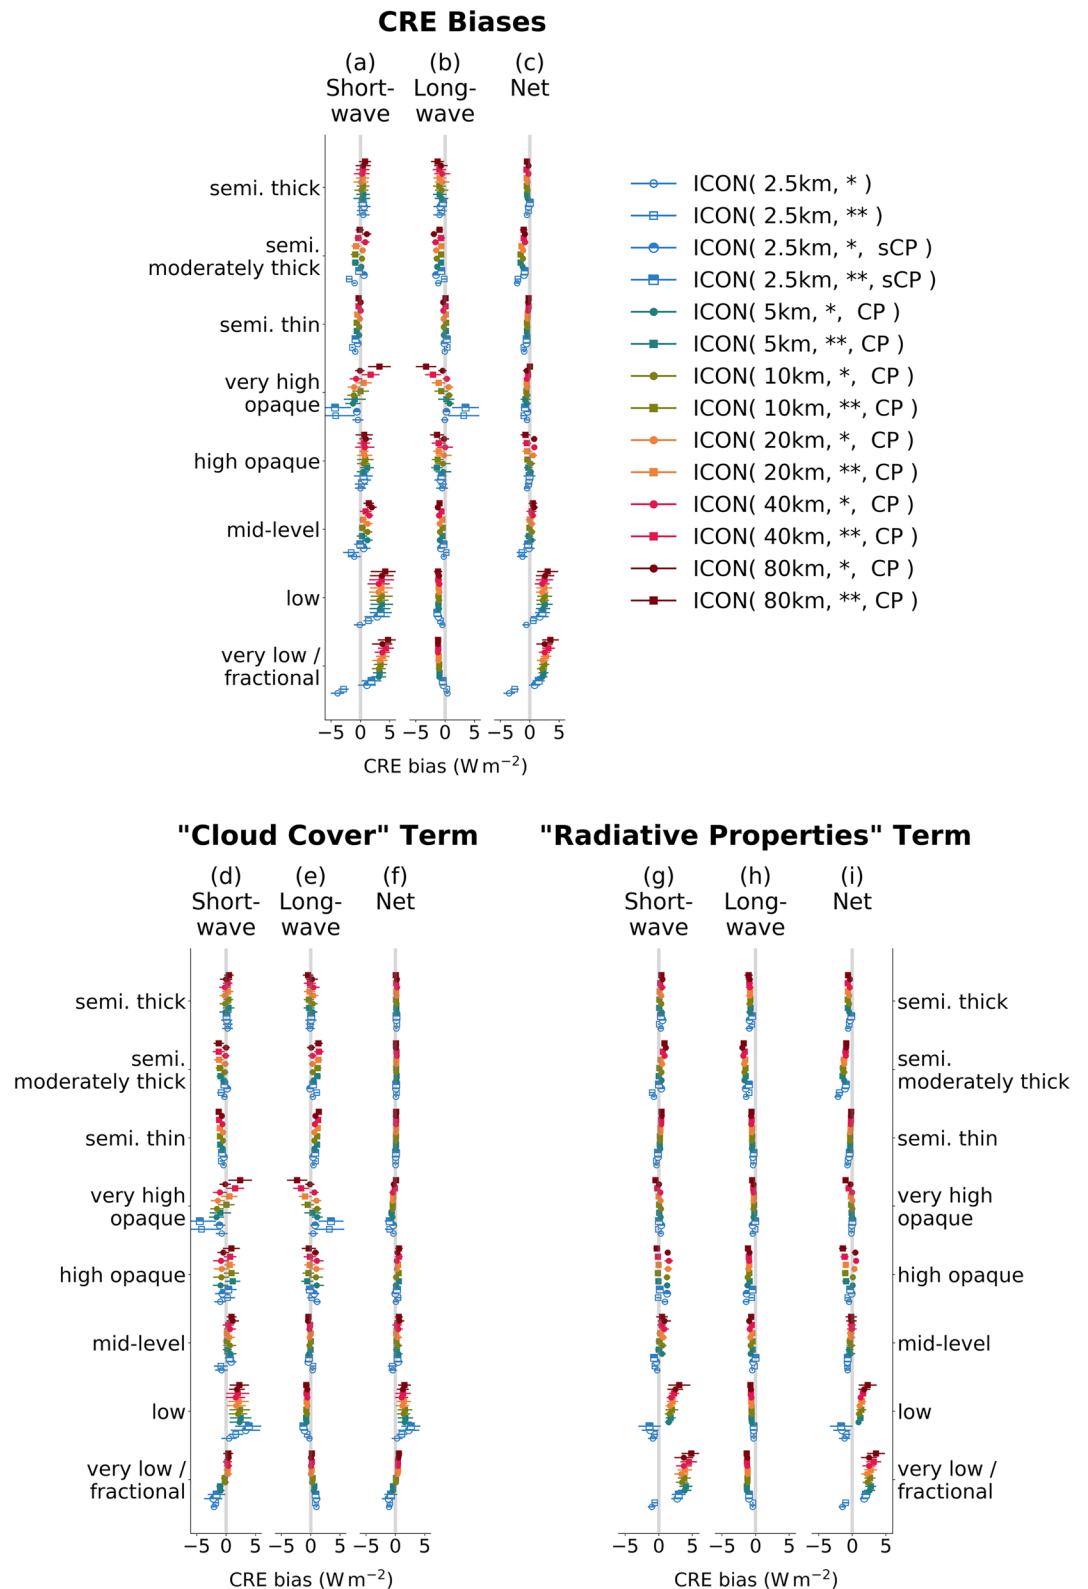 CRE Biases
(a)
Short-
wave
(b)
Long-
wave
(c)
Net
semi. thick
semi.
moderately thick
semi. thin
very high
opaque
high opaque
mid-level
low
very low /
fractional
−5 0 5
−5 0 5
−5 0 5
CRE bias (W m−2)
ICON( 2.5km, * )
ICON( 2.5km, ** )
ICON( 2.5km, *, sCP )
ICON( 2.5km, **, sCP )
ICON( 5km, *, CP )
ICON( 5km, **, CP )
ICON( 10km, *, CP )
ICON( 10km, **, CP )
ICON( 20km, *, CP )
ICON( 20km, **, CP )
ICON( 40km, *, CP )
ICON( 40km, **, CP )
ICON( 80km, *, CP )
ICON( 80km, **, CP )
"Cloud Cover" Term
(d)
Short-
wave
(e)
Long-
wave
(f)
Net
semi. thick
semi.
moderately thick
semi. thin
very high
opaque
high opaque
mid-level
low
very low /
fractional
−5 0 5
−5 0 5
−5 0 5
CRE bias (W m−2)
"Radiative Properties" Term
(g)
Short-
wave
(h)
Long-
wave
(i)
Net
semi. thick
semi.
moderately thick
semi. thin
very high
opaque
high opaque
mid-level
low
very low /
fractional
−5 0 5
−5 0 5
−5 0 5
CRE bias (W m−2)